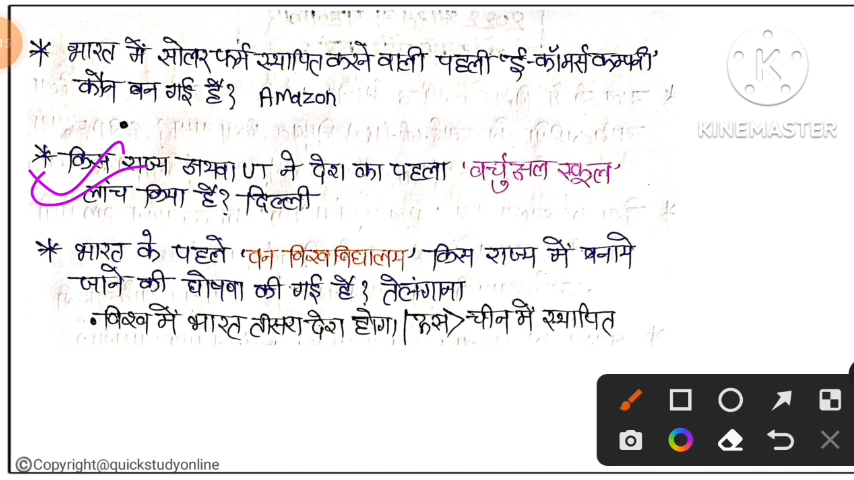 * भारत में सोलर फर्म स्थापित करने वाली पहली 'ई-कॉमर्स कम्पनी'
कौन बन गई है? Amazon
* किस राज्य अथवा UT ने देश का पहला 'वर्चुअल स्कूल'
लांच किया है? दिल्ली
* भारत के पहले 'वन विश्वविद्यालय' किस राज्य में बनाये
जाने की घोषणा की गई है? तेलंगाना
• विश्व में भारत तीसरा देश होगा। रूस > चीन में स्थापित
KINEMASTER
©Copyright@quickstudyonline